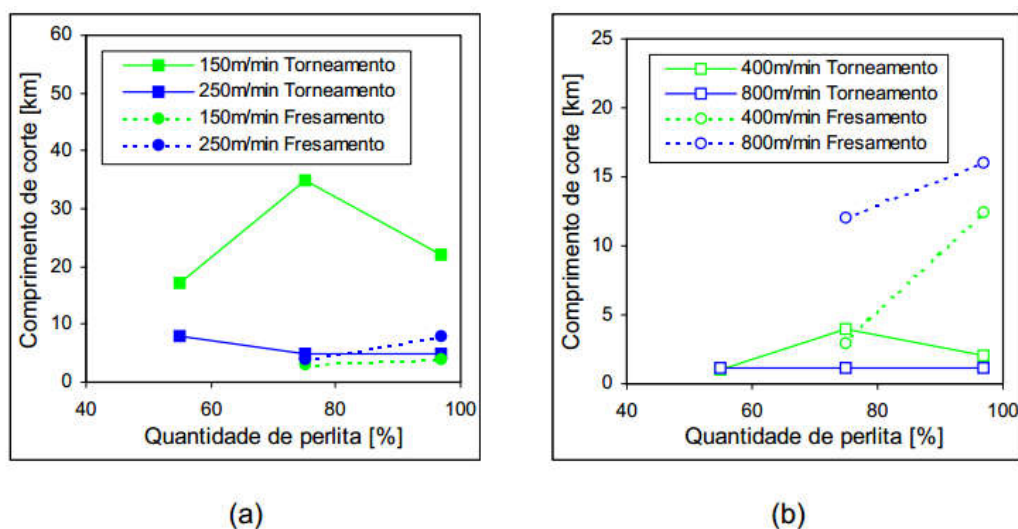 60
50
40
30
20
10
0
Comprimento de corte [km]
150m/min Torneamento
250m/min Torneamento
150m/min Fresamento
250m/min Fresamento
40 60 80 100
Quantidade de perlita [%]
(a)
25
20
15
10
5
0
Comprimento de corte [km]
400m/min Torneamento
800m/min Torneamento
400m/min Fresamento
800m/min Fresamento
40 60 80 100
Quantidade de perlita [%]
(b)